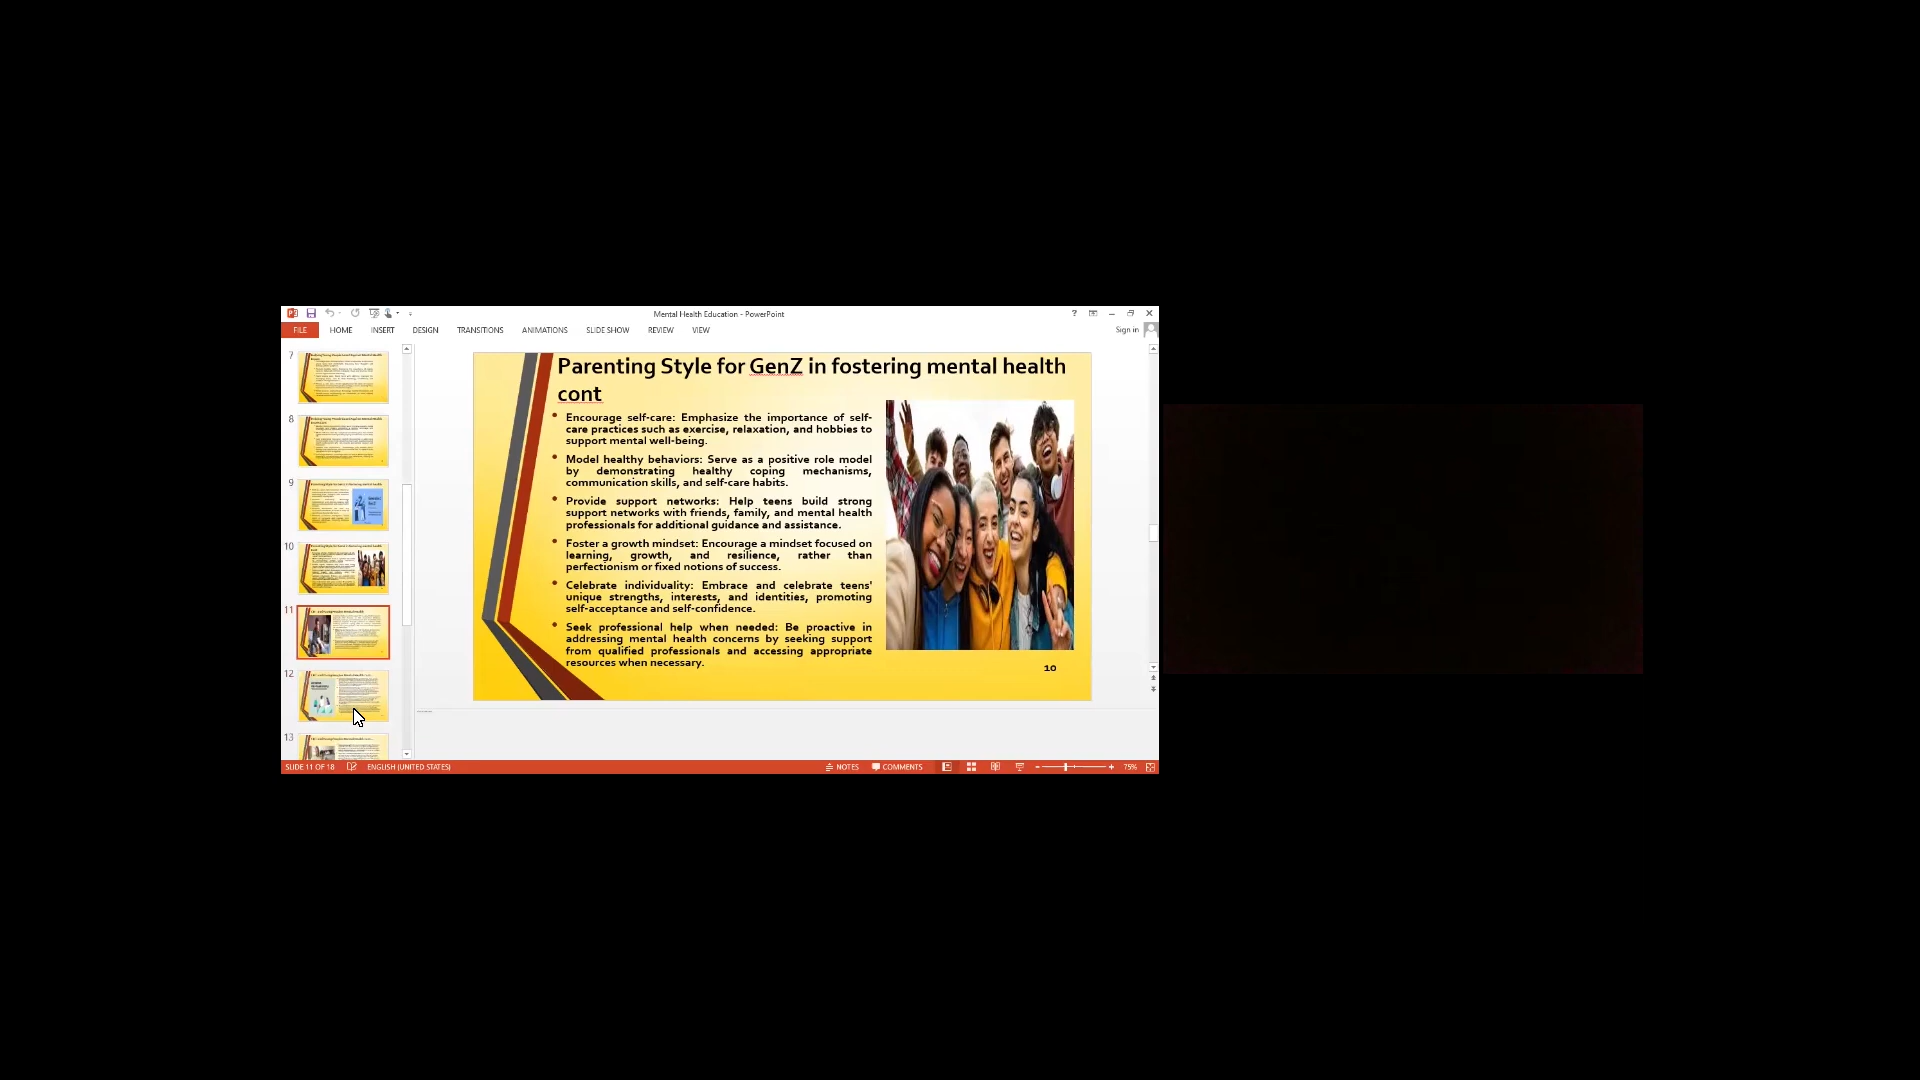 Mental Health Education - PowerPoint
?
FILE HOME INSERT DESIGN TRANSITIONS ANIMATIONS SLIDE SHOW REVIEW VIEW Sign in
7
8
9
10
11
12
13
Parenting Style for GenZ in fostering mental health
cont
• Encourage self-care: Emphasize the importance of self-
care practices such as exercise, relaxation, and hobbies to
support mental well-being.
• Model healthy behaviors: Serve as a positive role model
by demonstrating healthy coping mechanisms,
communication skills, and self-care habits.
• Provide support networks: Help teens build strong
support networks with friends, family, and mental health
professionals for additional guidance and assistance.
• Foster a growth mindset: Encourage a mindset focused on
learning, growth, and resilience, rather than
perfectionism or fixed notions of success.
• Celebrate individuality: Embrace and celebrate teens'
unique strengths, interests, and identities, promoting
self-acceptance and self-confidence.
• Seek professional help when needed: Be proactive in
addressing mental health concerns by seeking support
from qualified professionals and accessing appropriate
resources when necessary.
10
SLIDE 11 OF 18 ENGLISH (UNITED STATES) NOTES COMMENTS 75%